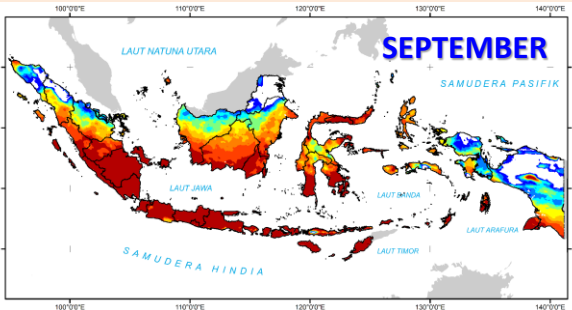 100°0'0"E 110°0'0"E 120°0'0"E 130°0'0"E 140°0'0"E
SEPTEMBER
LAUT NATUNA UTARA
SAMUDERA PASIFIK
LAUT JAWA
LAUT BANDA
LAUT ARAFURA
LAUT TIMOR
SAMUDERA HINDIA
100°0'0"E 110°0'0"E 120°0'0"E 130°0'0"E 140°0'0"E